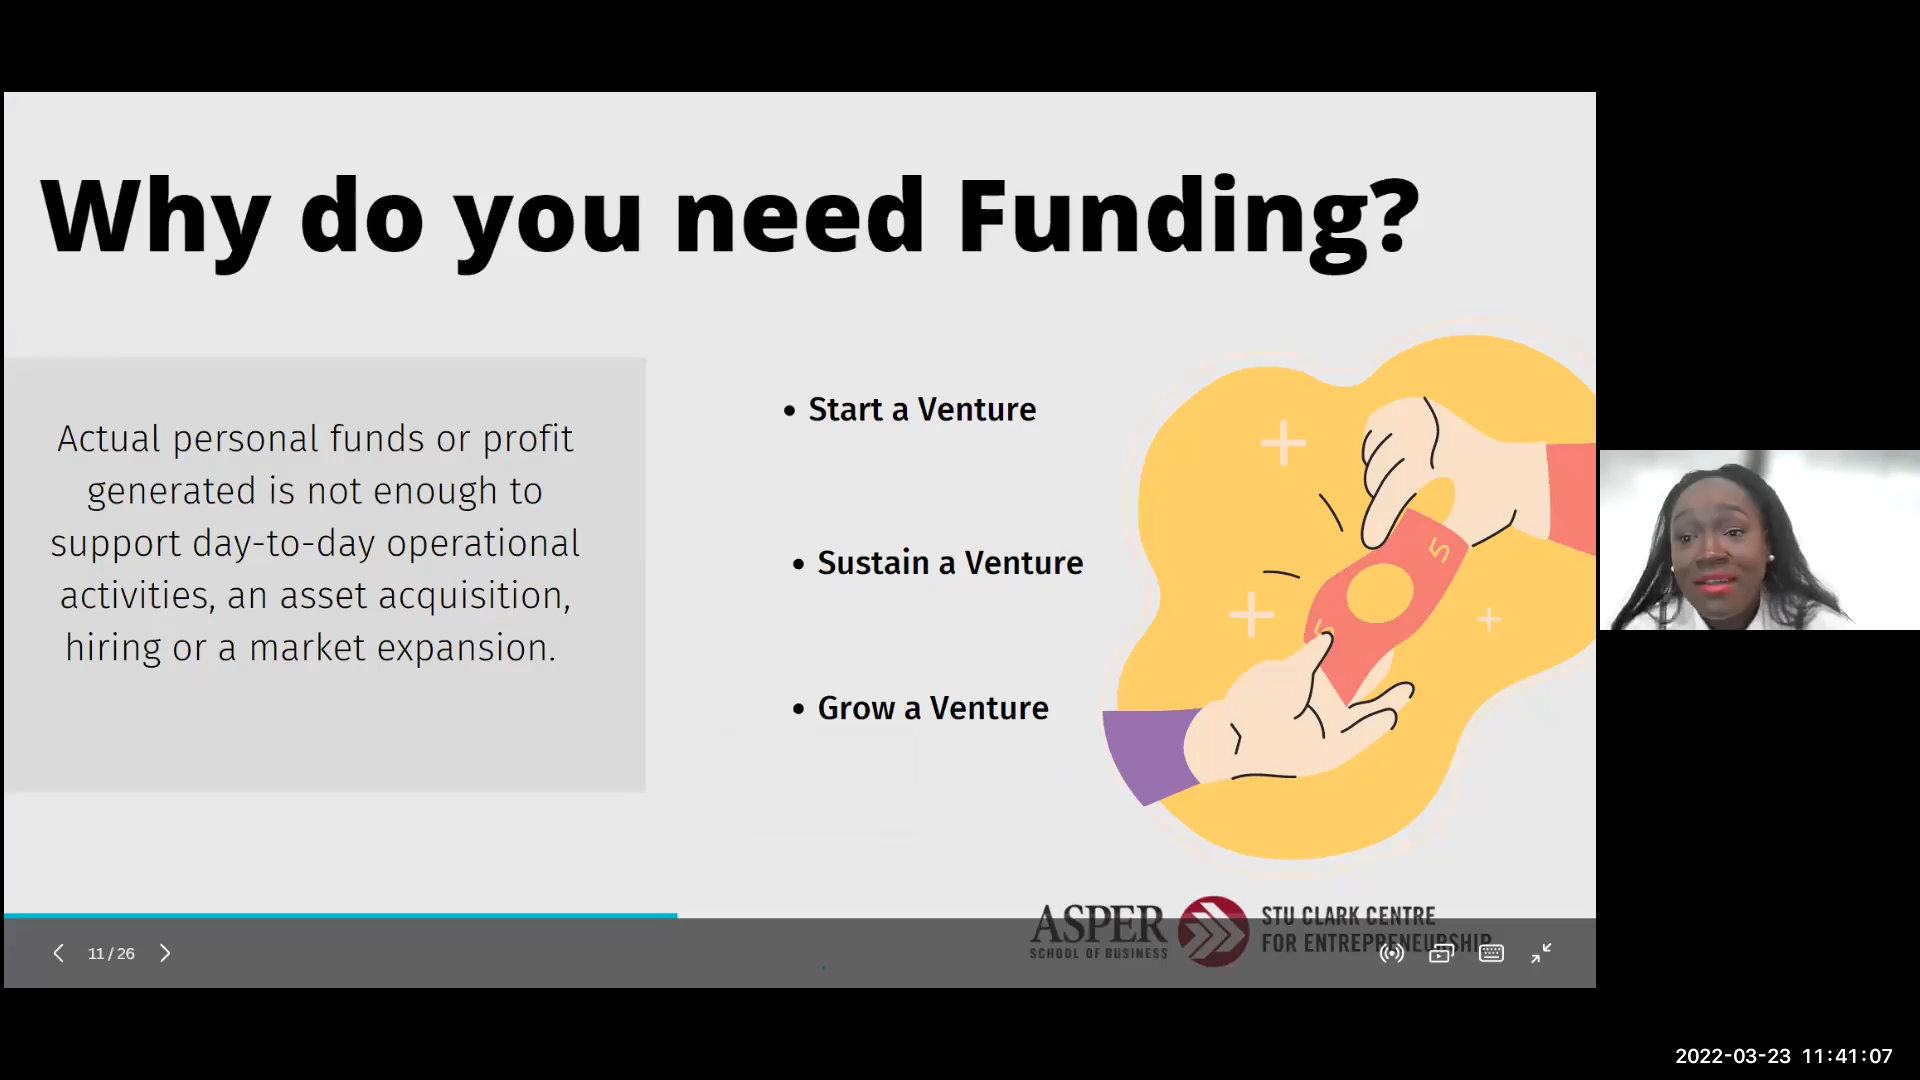 Why do you need Funding?
Actual personal funds or profit
generated is not enough to
support day-to-day operational
activities, an asset acquisition,
hiring or a market expansion.
• Start a Venture
• Sustain a Venture
• Grow a Venture
5
5
ASPER
SCHOOL OF BUSINESS
STU CLARK CENTRE
FOR ENTREPRENEURSHIP
11 / 26
2022-03-23 11:41:07